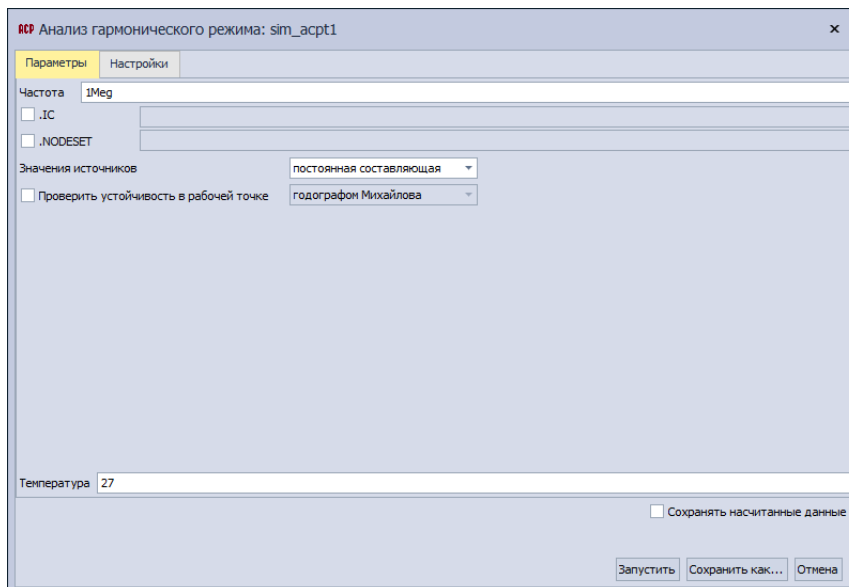 ACP Анализ гармонического режима: sim_acpt1
Параметры Настройки
Частота 1Meg
.IC
.NODESET
Значения источников постоянная составляющая
Проверить устойчивость в рабочей точке годографом Михайлова
Температура 27
Сохранять насчитанные данные
Запустить Сохранить как... Отмена